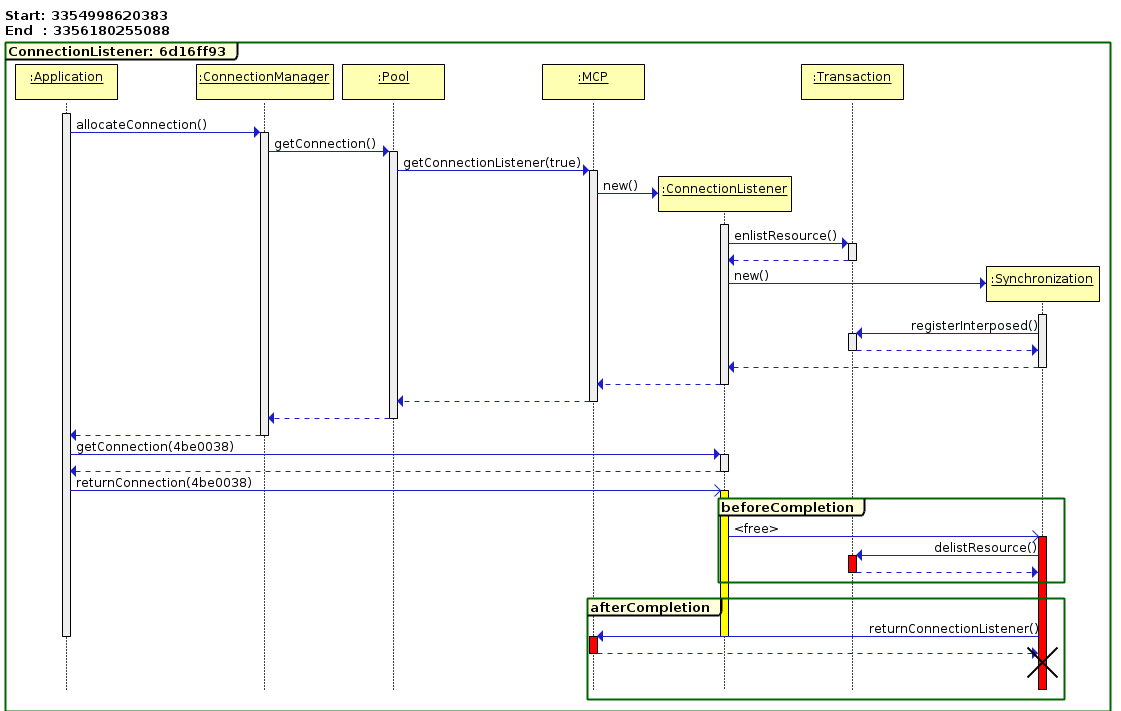 Start: 3354998620383
End  : 3356180255088
ConnectionListener: 6d16ff93
:Application
:ConnectionManager
:Pool
:MCP
:Transaction
allocateConnection()
getConnection()
getConnectionListener(true)
new()
:ConnectionListener
enlistResource()
new()
:Synchronization
registerInterposed()
getConnection(4be0038)
returnConnection(4be0038)
beforeCompletion
<free>
delistResource()
afterCompletion
returnConnectionListener()